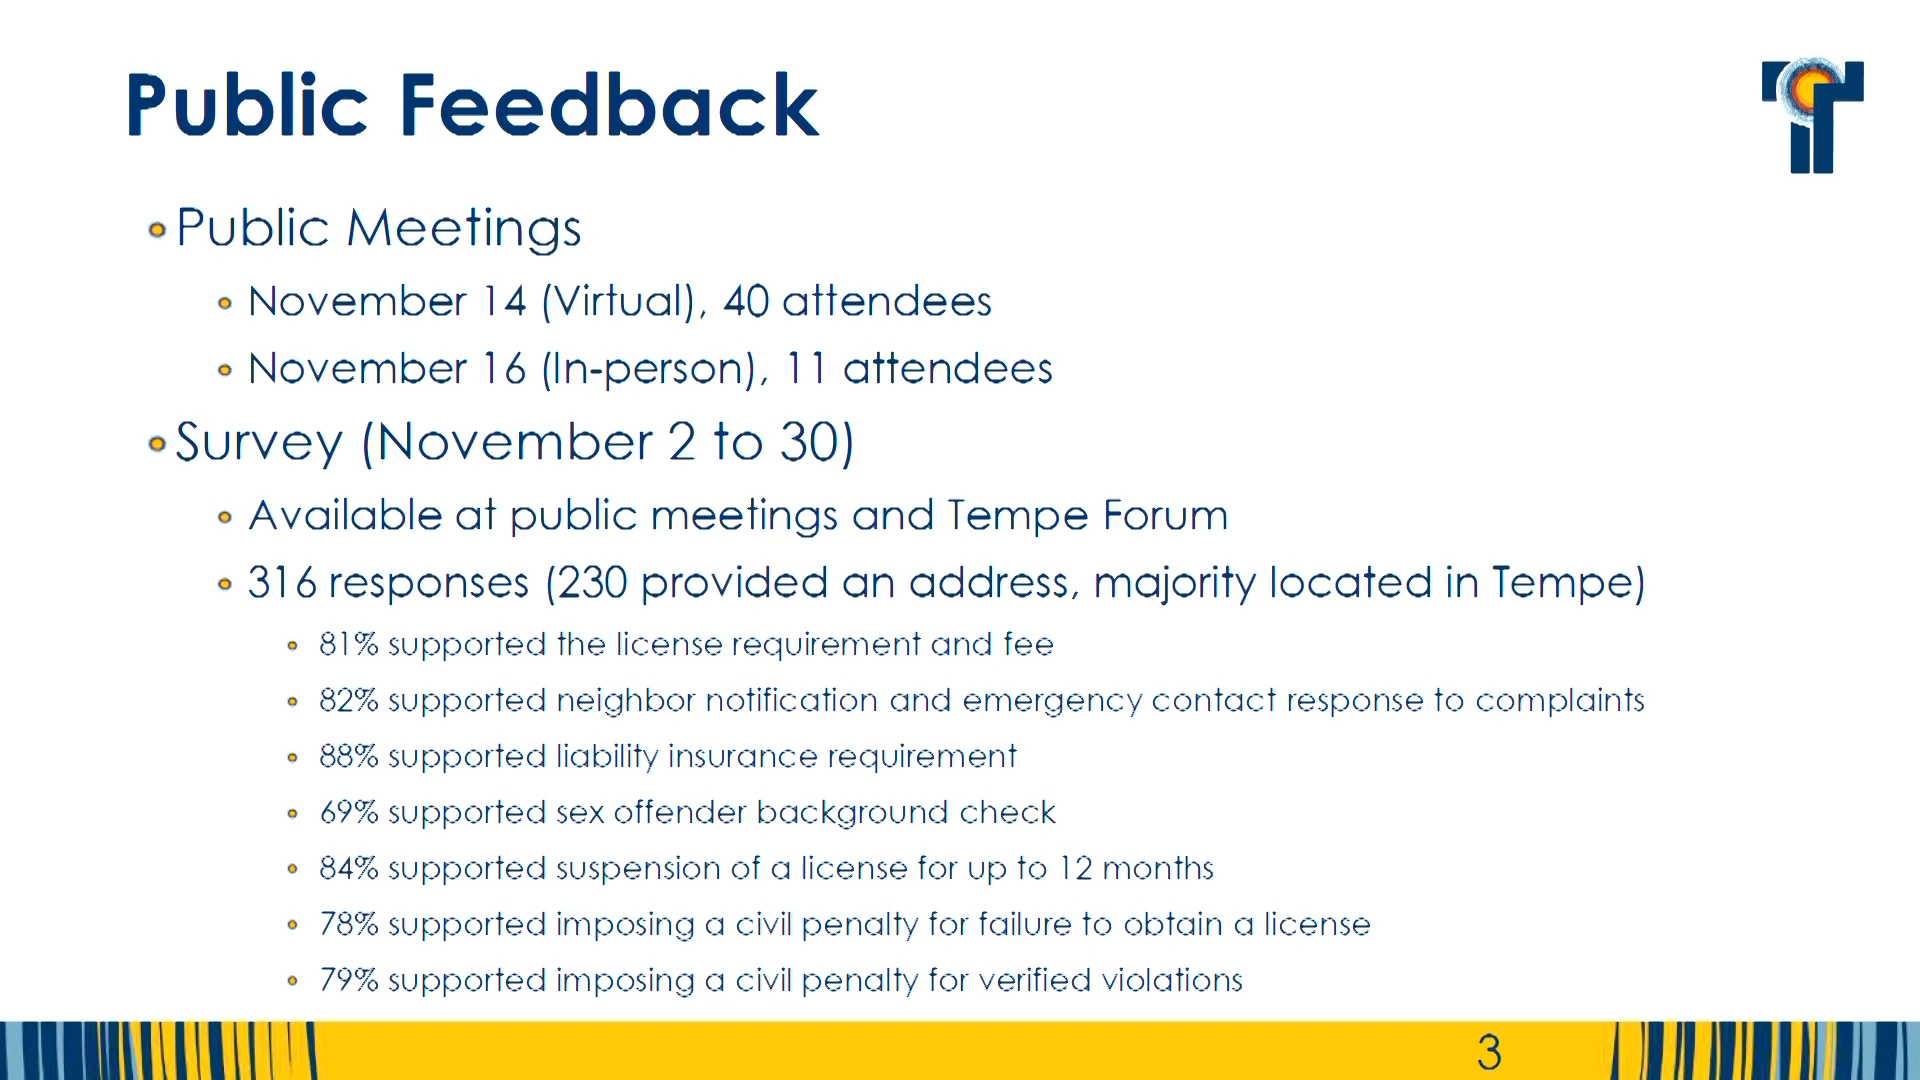 Public Feedback
Public Meetings
November 14 (Virtual), 40 attendees
November 16 (In-person), 11 attendees
Survey (November 2 to 30)
Available at public meetings and Tempe Forum
316 responses (230 provided an address, majority located in Tempe)
81% supported the license requirement and fee
82% supported neighbor notification and emergency contact response to complaints
88% supported liability insurance requirement
69% supported sex offender background check
84% supported suspension of a license for up to 12 months
78% supported imposing a civil penalty for failure to obtain a license
79% supported imposing a civil penalty for verified violations
3